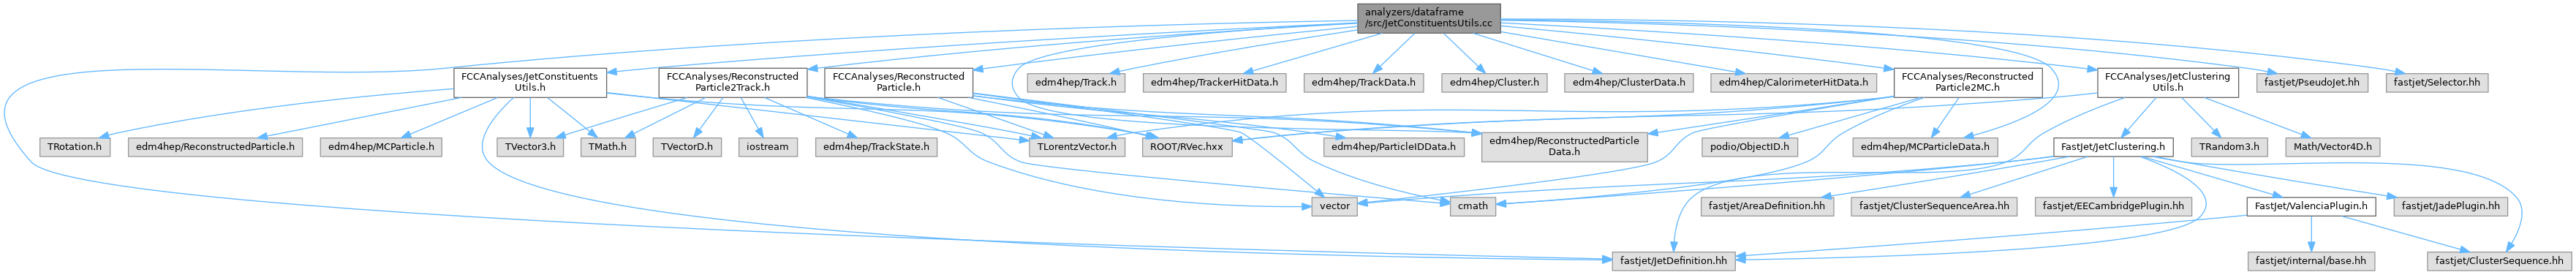 analyzers/dataframe
/src/JetConstituentsUtils.cc
FCCAnalyses/JetConstituents
Utils.h
FCCAnalyses/Reconstructed
Particle2Track.h
FCCAnalyses/Reconstructed
Particle.h
edm4hep/Track.h
edm4hep/TrackerHitData.h
edm4hep/TrackData.h
edm4hep/Cluster.h
edm4hep/ClusterData.h
edm4hep/CalorimeterHitData.h
FCCAnalyses/Reconstructed
Particle2MC.h
FCCAnalyses/JetClustering
Utils.h
fastjet/PseudoJet.hh
fastjet/Selector.hh
TRotation.h
edm4hep/ReconstructedParticle.h
edm4hep/MCParticle.h
TVector3.h
TMath.h
TVectorD.h
iostream
edm4hep/TrackState.h
TLorentzVector.h
ROOT/RVec.hxx
edm4hep/ParticleIDData.h
edm4hep/ReconstructedParticle
Data.h
podio/ObjectID.h
edm4hep/MCParticleData.h
FastJet/JetClustering.h
TRandom3.h
Math/Vector4D.h
vector
cmath
fastjet/AreaDefinition.hh
fastjet/ClusterSequenceArea.hh
fastjet/EECambridgePlugin.hh
FastJet/ValenciaPlugin.h
fastjet/JadePlugin.hh
fastjet/JetDefinition.hh
fastjet/internal/base.hh
fastjet/ClusterSequence.hh